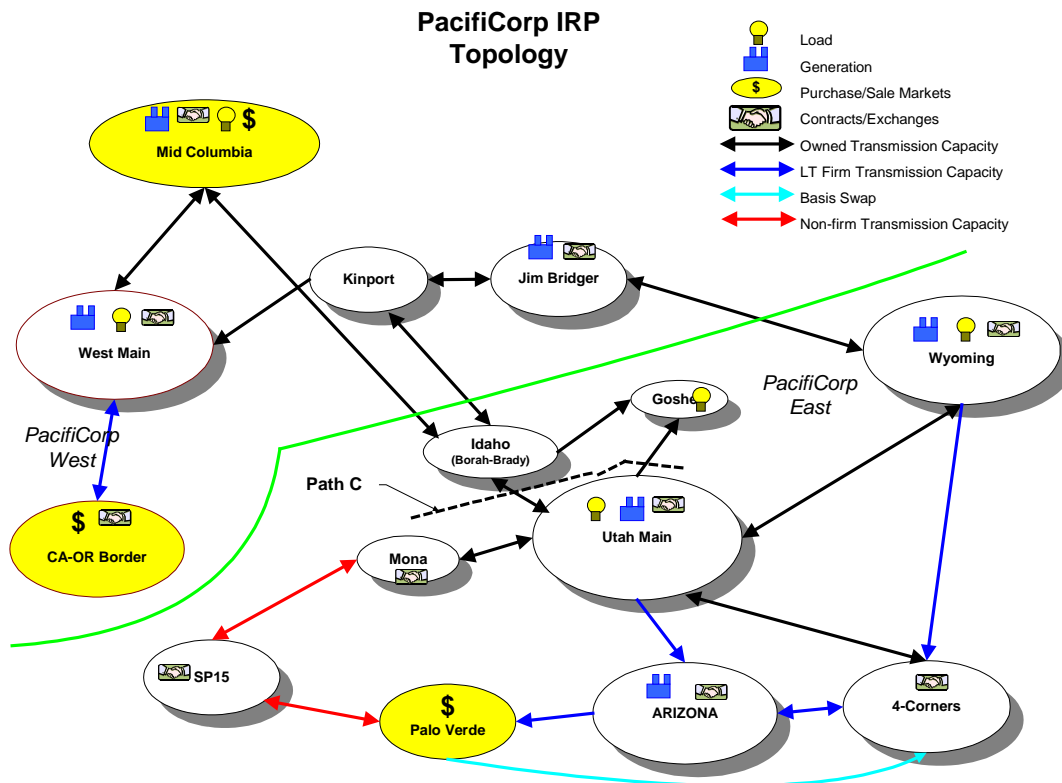 PacifiCorp IRP
Topology
Load
Generation
$
Purchase/Sale Markets
Contracts/Exchanges
Owned Transmission Capacity
LT Firm Transmission Capacity
Basis Swap
Non-firm Transmission Capacity
$
Mid Columbia
Kinport
Jim Bridger
West Main
Wyoming
PacifiCorp
East
Goshe
PacifiCorp
West
Idaho
(Borah-Brady)
Path C
$
CA-OR Border
Utah Main
Mona
SP15
$
Palo Verde
ARIZONA
4-Corners